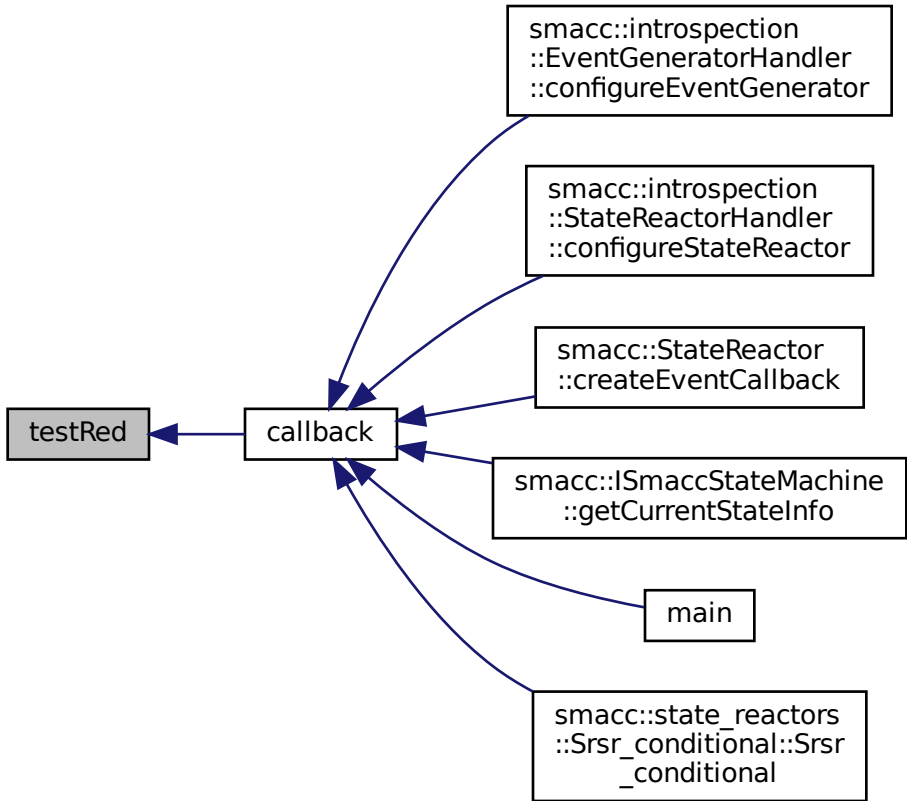 smacc::introspection
::EventGeneratorHandler
::configureEventGenerator
smacc::introspection
::StateReactorHandler
::configureStateReactor
smacc::StateReactor
::createEventCallback
testRed
callback
smacc::ISmaccStateMachine
::getCurrentStateInfo
main
smacc::state_reactors
::Srsr_conditional::Srsr
_conditional